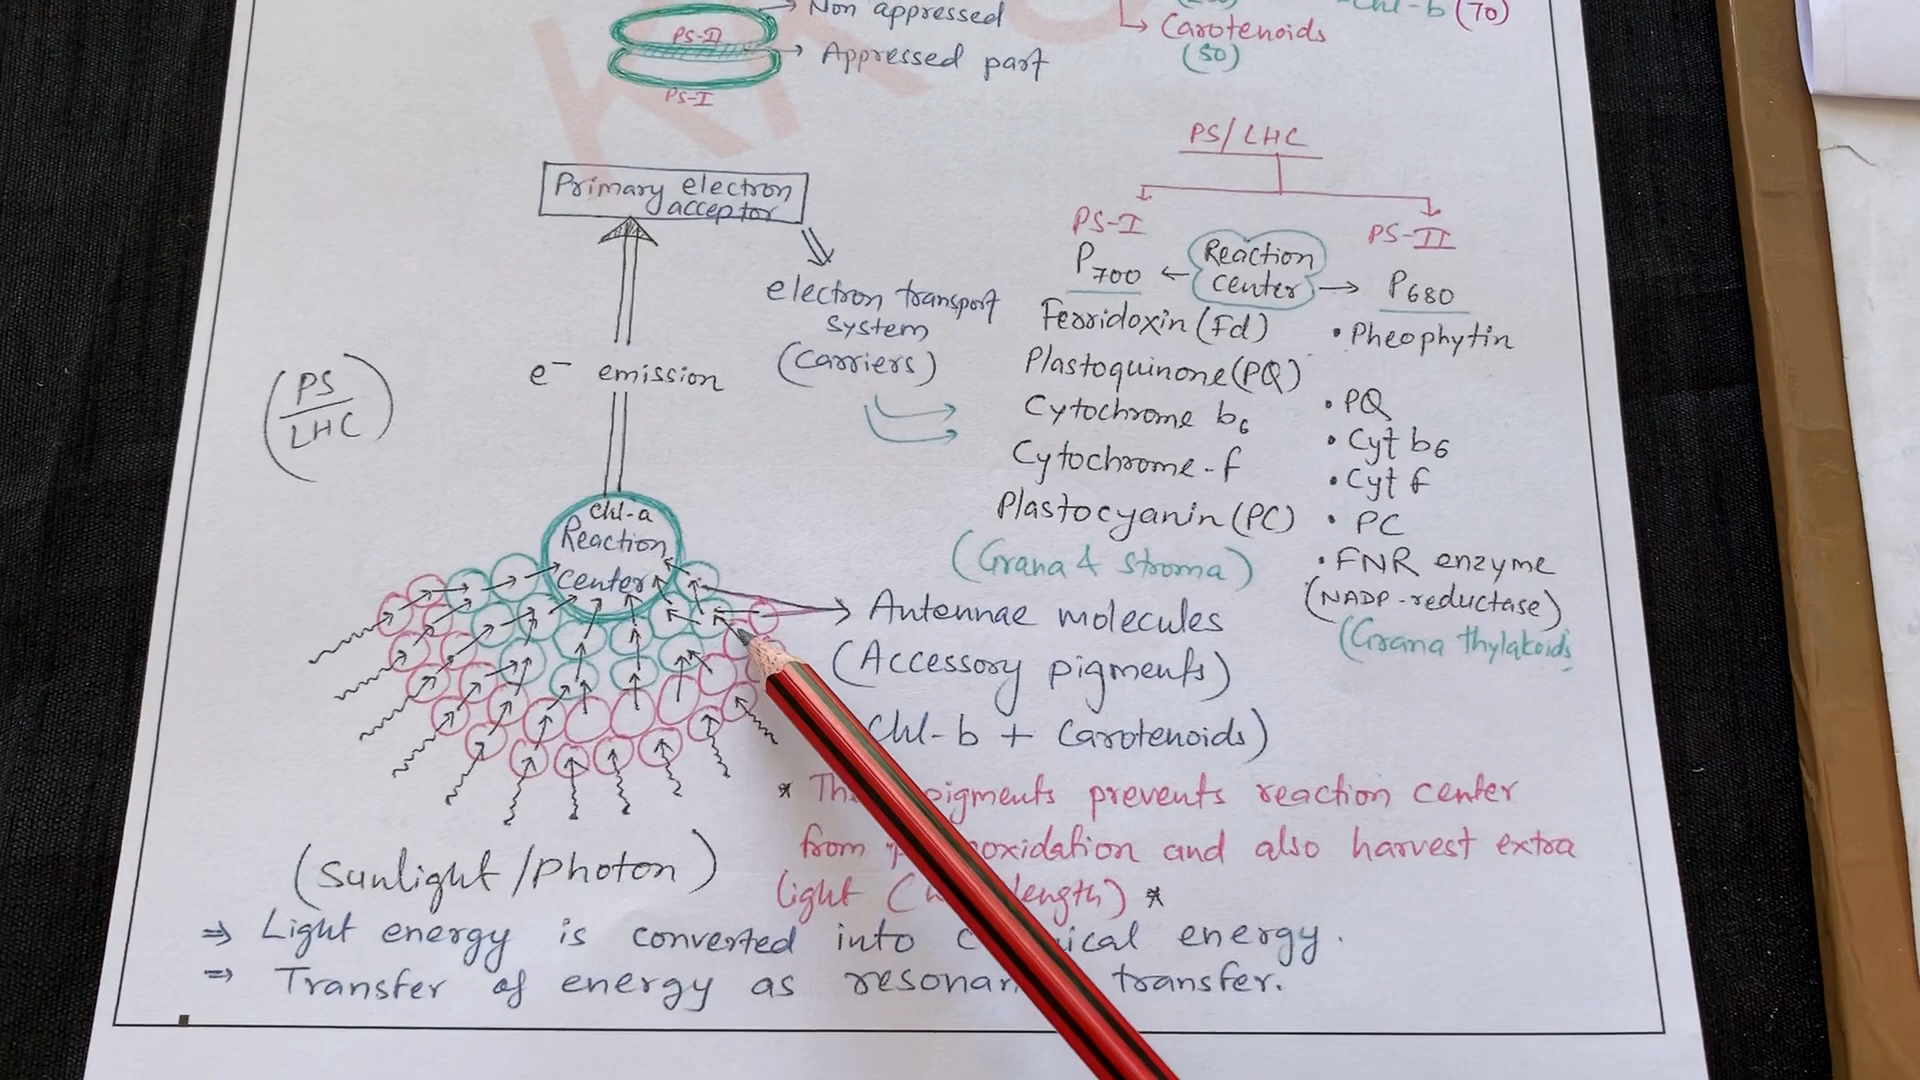 Non appressed
PS-II
Appressed part
PS-I
chl-b (70)
Carotenoids
(50)
Primary electron
acceptor
electron transport
system
(carriers)
e⁻ emission
(PS
LHC)
chl-a
Reaction
center
PS/LHC
PS-I
PS-II
Reaction
center
P700
P680
Ferridoxin (Fd)
Plastoquinone (PQ)
Cytochrome b6
Cytochrome-f
Plastocyanin (PC)
(Grana & Stroma)
• Pheophytin
• PQ
• Cyt b6
• Cyt f
• PC
• FNR enzyme
(NADP-reductase)
(Grana thylakoids
Antennae molecules
(Accessory pigments)
Chl-b + Carotenoids)
* pigments prevents reaction center
from and also harvest extra
light *
(Sunlight/Photon)
⇒ Light energy is converted into energy.
⇒ Transfer of energy as transfer.